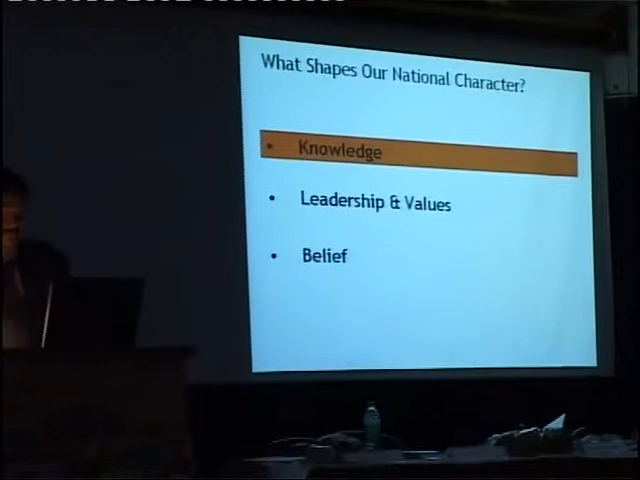 What Shapes Our National Character?
• Knowledge
• Leadership & Values
• Belief